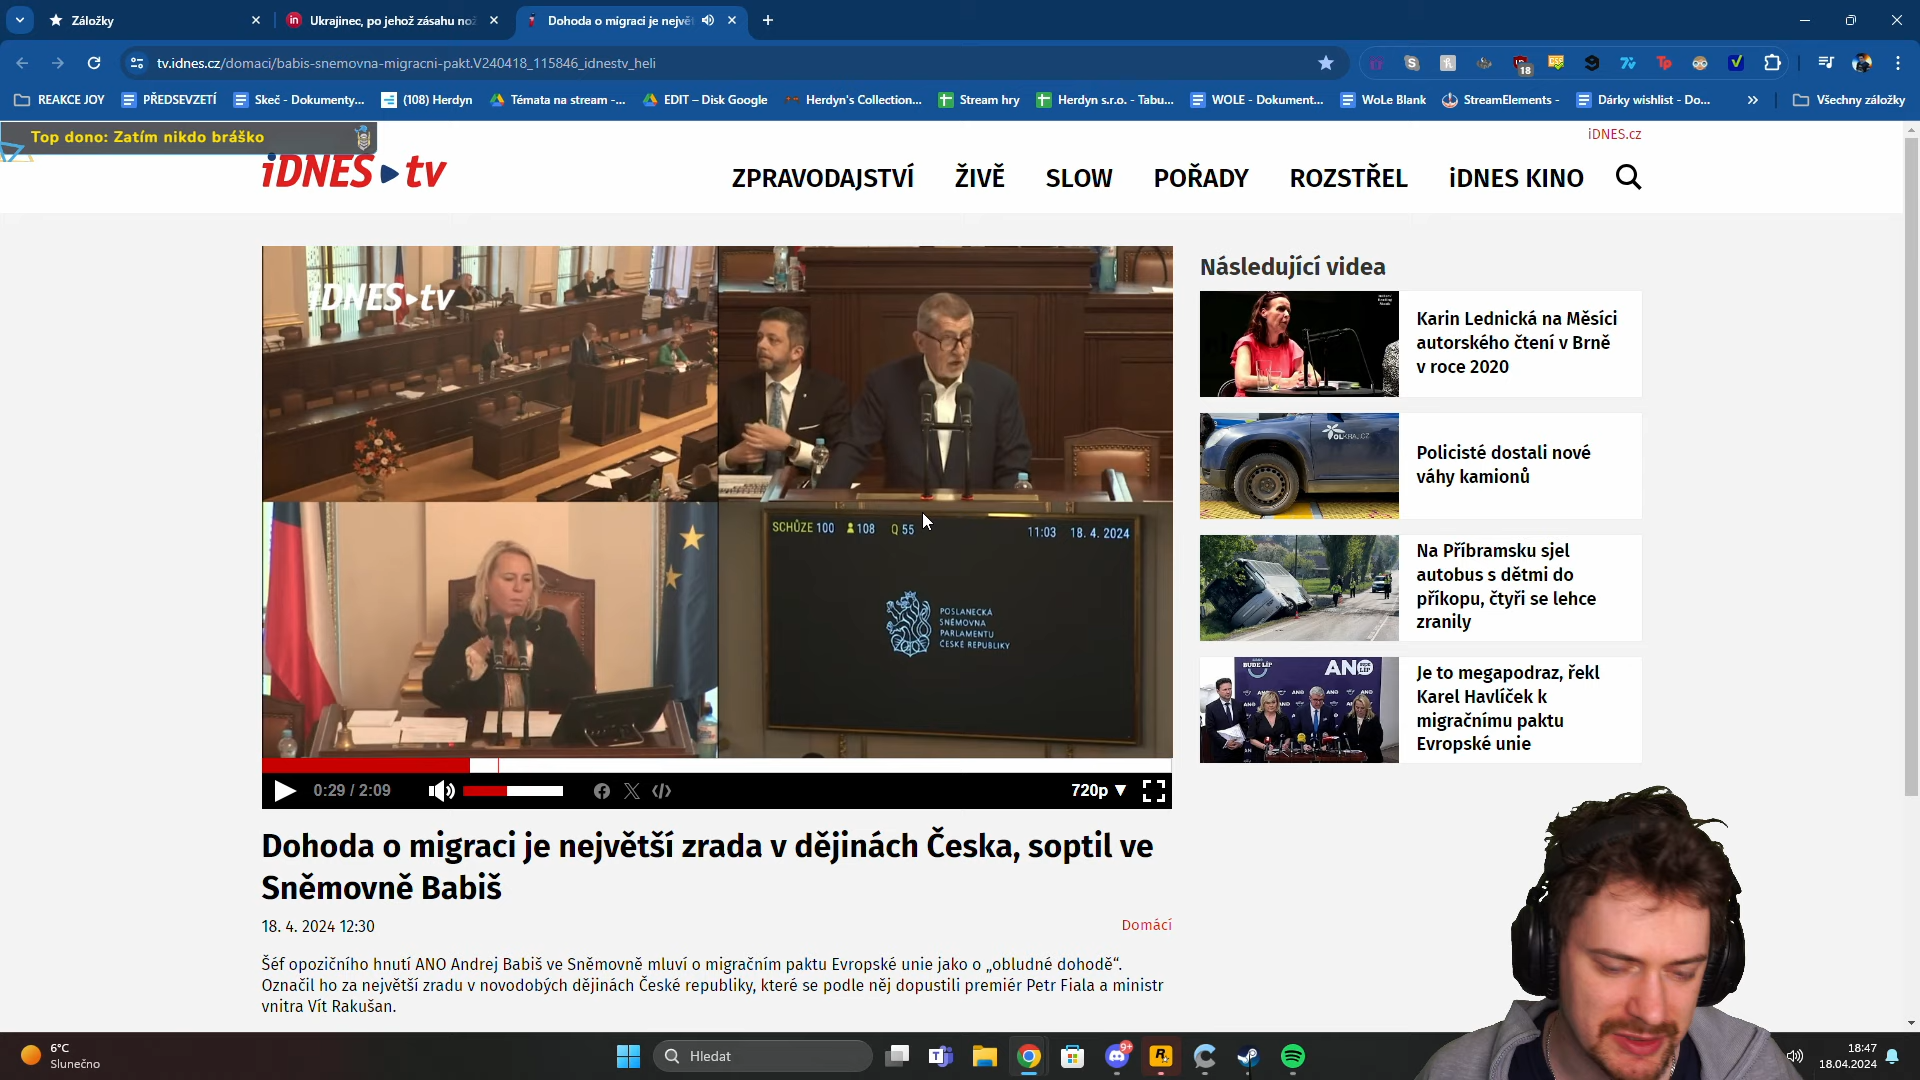 Záložky
Ukrajinec, po jehož zásahu nož
Dohoda o migraci je největ
tv.idnes.cz/domaci/babis-snemovna-migracni-pakt.V240418_115846_idnestv_heli
18
REAKCE JOY
PŘEDSEVZETÍ
Skeč - Dokumenty...
(108) Herdyn
Témata na stream -...
EDIT – Disk Google
Herdyn's Collection...
Stream hry
Herdyn s.r.o. - Tabu...
WOLE - Dokument...
WoLe Blank
StreamElements -
Dárky wishlist - Do...
Všechny záložky
Top dono: Zatím nikdo bráško
iDNES.cz
iDNES tv
ZPRAVODAJSTVÍ
ŽIVĚ
SLOW
POŘADY
ROZSTŘEL
iDNES KINO
iDNES tv
SCHŮZE 100 108 Q 55 11:03 18. 4. 2024
POSLANECKÁ
SNĚMOVNA
PARLAMENTU
ČESKÉ REPUBLIKY
0:29 / 2:09
720p
Následující videa
Karin Lednická na Měsíci
autorského čtení v Brně
v roce 2020
Policisté dostali nové
váhy kamionů
Na Příbramsku sjel
autobus s dětmi do
příkopu, čtyři se lehce
zranily
ANO
Je to megapodraz, řekl
Karel Havlíček k
migračnímu paktu
Evropské unie
Dohoda o migraci je největší zrada v dějinách Česka, soptil ve
Sněmovně Babiš
18. 4. 2024 12:30
Domácí
Šéf opozičního hnutí ANO Andrej Babiš ve Sněmovně mluví o migračním paktu Evropské unie jako o „obludné dohodě“.
Označil ho za největší zradu v novodobých dějinách České republiky, které se podle něj dopustili premiér Petr Fiala a ministr
vnitra Vít Rakušan.
6°C
Slunečno
Hledat
9+
18:47
18.04.2024